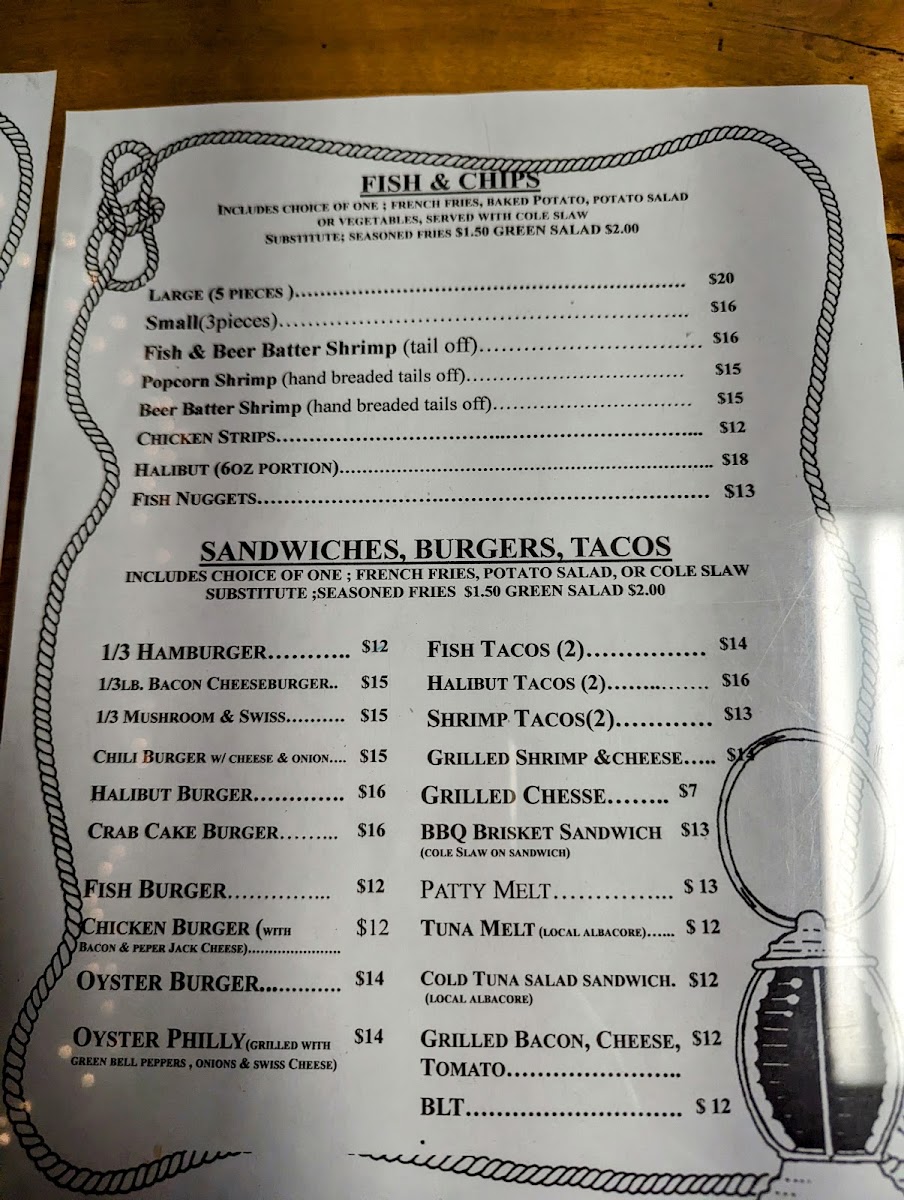 FISH & CHIPS
INCLUDES CHOICE OF ONE ; FRENCH FRIES, BAKED POTATO, POTATO SALAD
OR VEGETABLES, SERVED WITH COLE SLAW
SUBSTITUTE; SEASONED FRIES $1.50 GREEN SALAD $2.00
LARGE (5 PIECES )........................................ $20
Small(3pieces)........................................ $16
Fish & Beer Batter Shrimp (tail off)........................ $16
Popcorn Shrimp (hand breaded tails off)........................ $15
Beer Batter Shrimp (hand breaded tails off)........................ $15
CHICKEN STRIPS........................................ $12
HALIBUT (6OZ PORTION)........................................ $18
FISH NUGGETS........................................ $13
SANDWICHES, BURGERS, TACOS
INCLUDES CHOICE OF ONE ; FRENCH FRIES, POTATO SALAD, OR COLE SLAW
SUBSTITUTE ;SEASONED FRIES $1.50 GREEN SALAD $2.00
1/3 HAMBURGER........... $12
1/3LB. BACON CHEESEBURGER.. $15
1/3 MUSHROOM & SWISS.......... $15
CHILI BURGER W/ CHEESE & ONION.... $15
HALIBUT BURGER............. $16
CRAB CAKE BURGER......... $16
FISH BURGER.............. $12
CHICKEN BURGER (WITH $12
BACON & PEPER JACK CHEESE)......................
OYSTER BURGER............ $14
OYSTER PHILLY(GRILLED WITH $14
GREEN BELL PEPPERS , ONIONS & SWISS CHEESE)
FISH TACOS (2)............... $14
HALIBUT TACOS (2)............... $16
SHRIMP TACOS(2)............ $13
GRILLED SHRIMP &CHEESE..... $14
GRILLED CHESSE........ $7
BBQ BRISKET SANDWICH $13
(COLE SLAW ON SANDWICH)
PATTY MELT............... $ 13
TUNA MELT (LOCAL ALBACORE)...... $ 12
COLD TUNA SALAD SANDWICH. $12
(LOCAL ALBACORE)
GRILLED BACON, CHEESE, $12
TOMATO.....................
BLT........................... $ 12